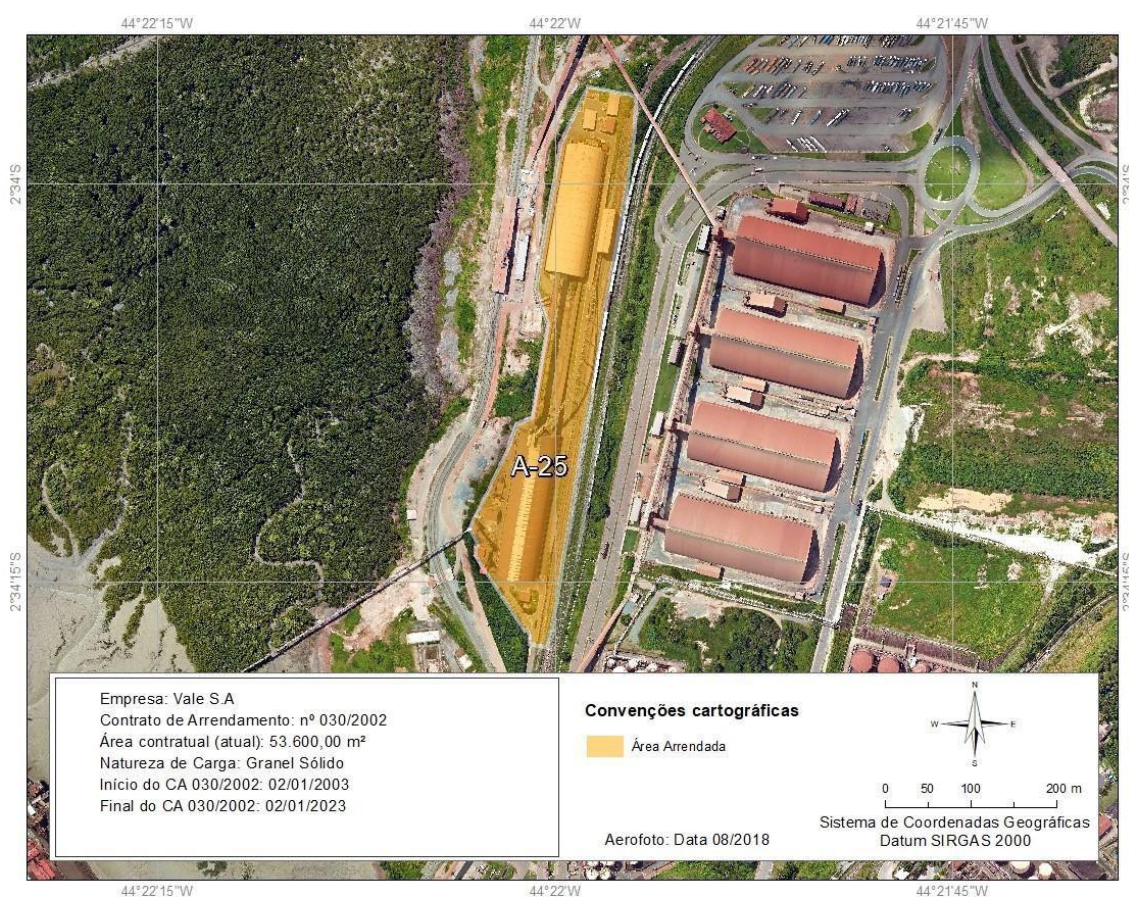 44°22'15"W
44°22'W
44°21'45"W
2°34'S
2°34'S
A-25
2°34'15"S
2°34'15"S
Empresa: Vale S.A
Contrato de Arrendamento: nº 030/2002
Área contratual (atual): 53.600,00 m²
Natureza de Carga: Granel Sólido
Início do CA 030/2002: 02/01/2003
Final do CA 030/2002: 02/01/2023
Convenções cartográficas
Área Arrendada
Aerofoto: Data 08/2018
N
W
E
S
0 50 100 200 m
Sistema de Coordenadas Geográficas
Datum SIRGAS 2000
44°22'15"W
44°22'W
44°21'45"W